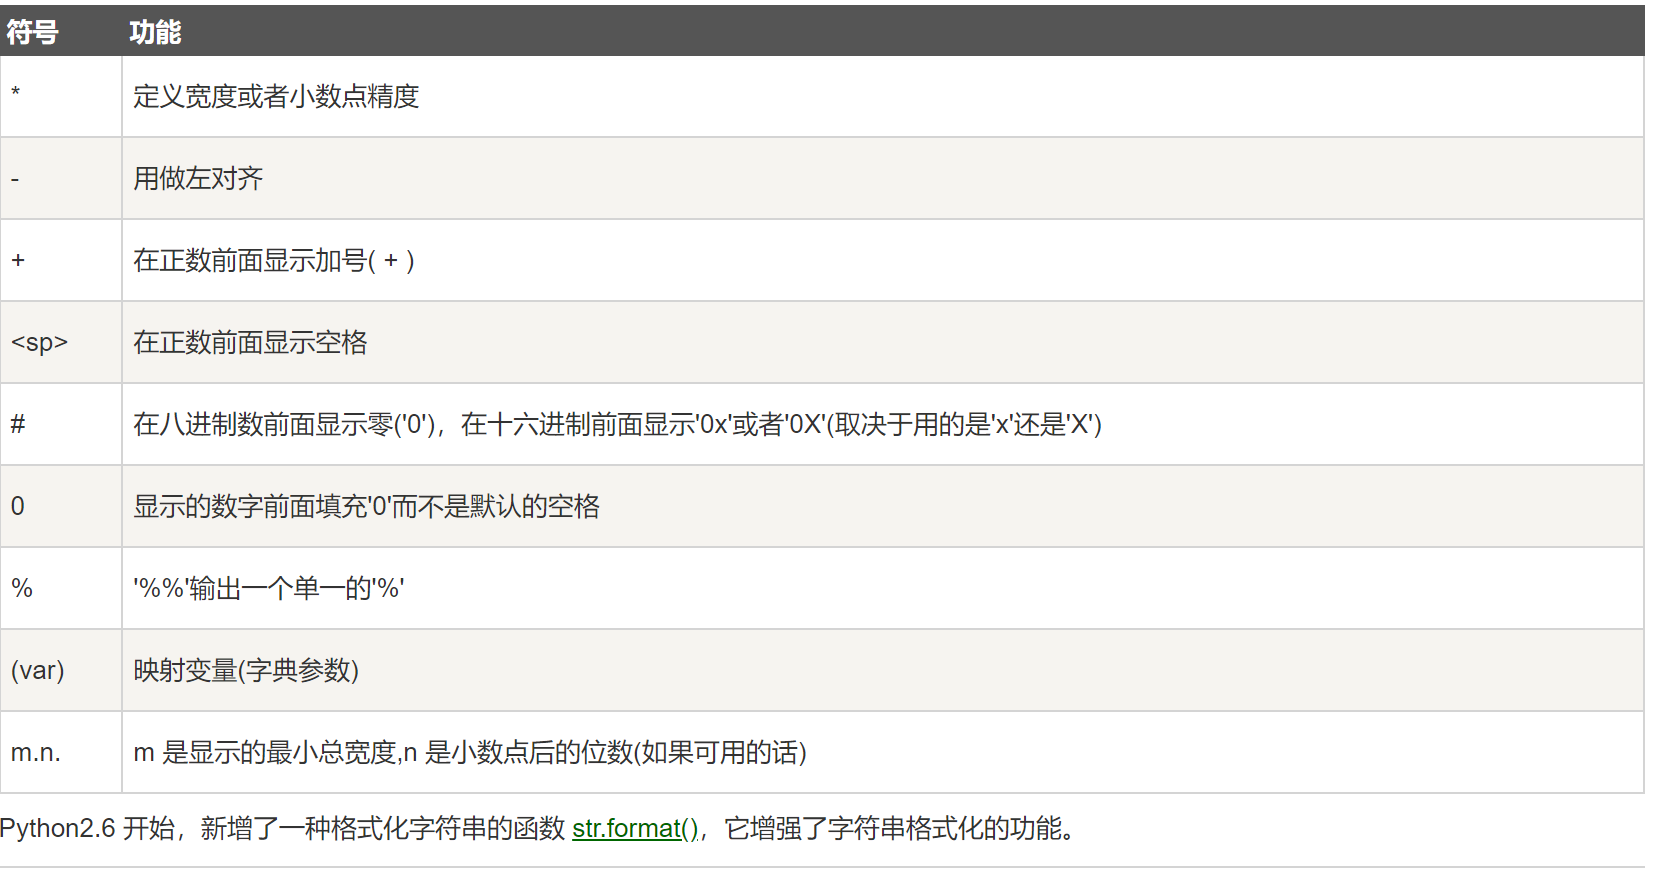 符号 功能
* 定义宽度或者小数点精度
- 用做左对齐
+ 在正数前面显示加号( + )
<sp> 在正数前面显示空格
# 在八进制数前面显示零('0')，在十六进制前面显示'0x'或者'0X'(取决于用的是'x'还是'X')
0 显示的数字前面填充'0'而不是默认的空格
% '%%'输出一个单一的'%'
(var) 映射变量(字典参数)
m.n. m 是显示的最小总宽度,n 是小数点后的位数(如果可用的话)
Python2.6 开始，新增了一种格式化字符串的函数 str.format()，它增强了字符串格式化的功能。